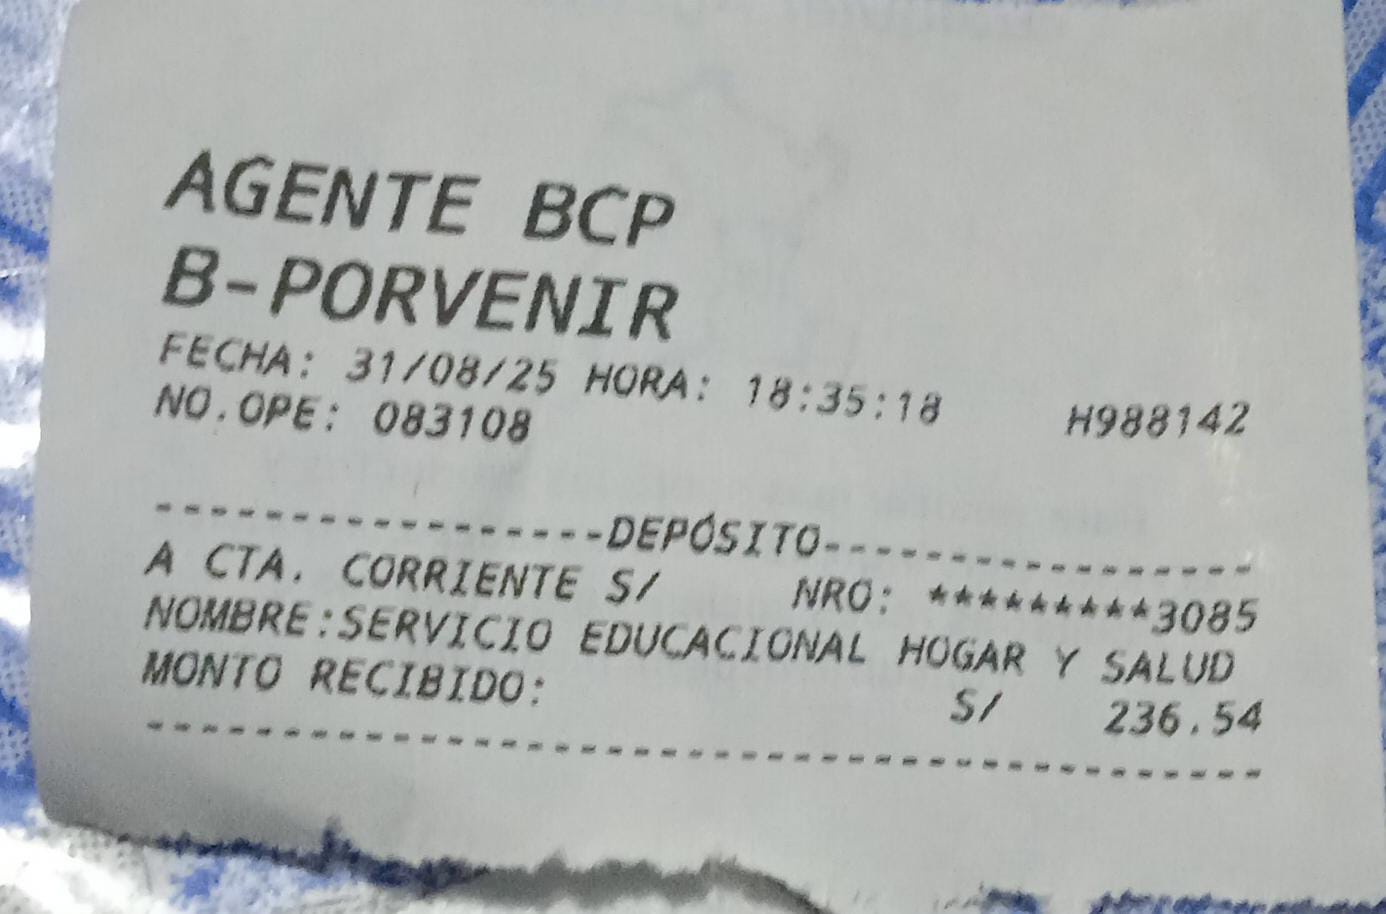 AGENTE BCP
B-PORVENIR
FECHA: 31/08/25 HORA: 18:35:18 H988142
NO.OPE: 083108
-----------------DEPÓSITO----------------
A CTA. CORRIENTE S/ NRO: *********3085
NOMBRE:SERVICIO EDUCACIONAL HOGAR Y SALUD
MONTO RECIBIDO: S/ 236.54
-----------------------------------------